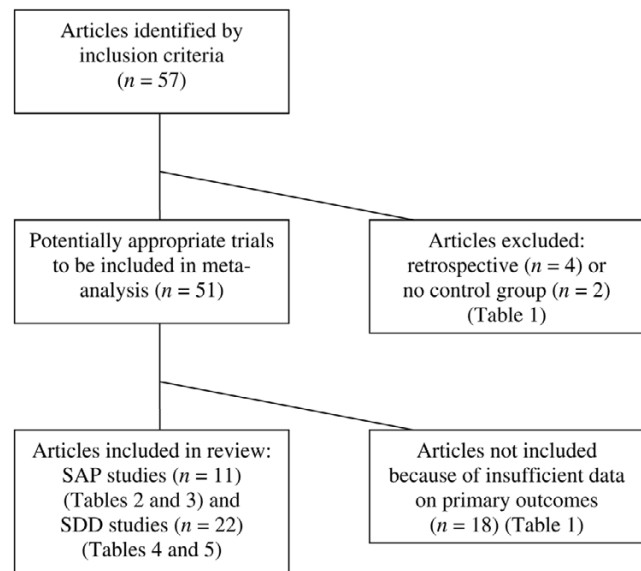 Articles identified by
inclusion criteria
(n = 57)
Potentially appropriate trials
to be included in meta-
analysis (n = 51)
Articles excluded:
retrospective (n = 4) or
no control group (n = 2)
(Table 1)
Articles included in review:
SAP studies (n = 11)
(Tables 2 and 3) and
SDD studies (n = 22)
(Tables 4 and 5)
Articles not included
because of insufficient data
on primary outcomes
(n = 18) (Table 1)